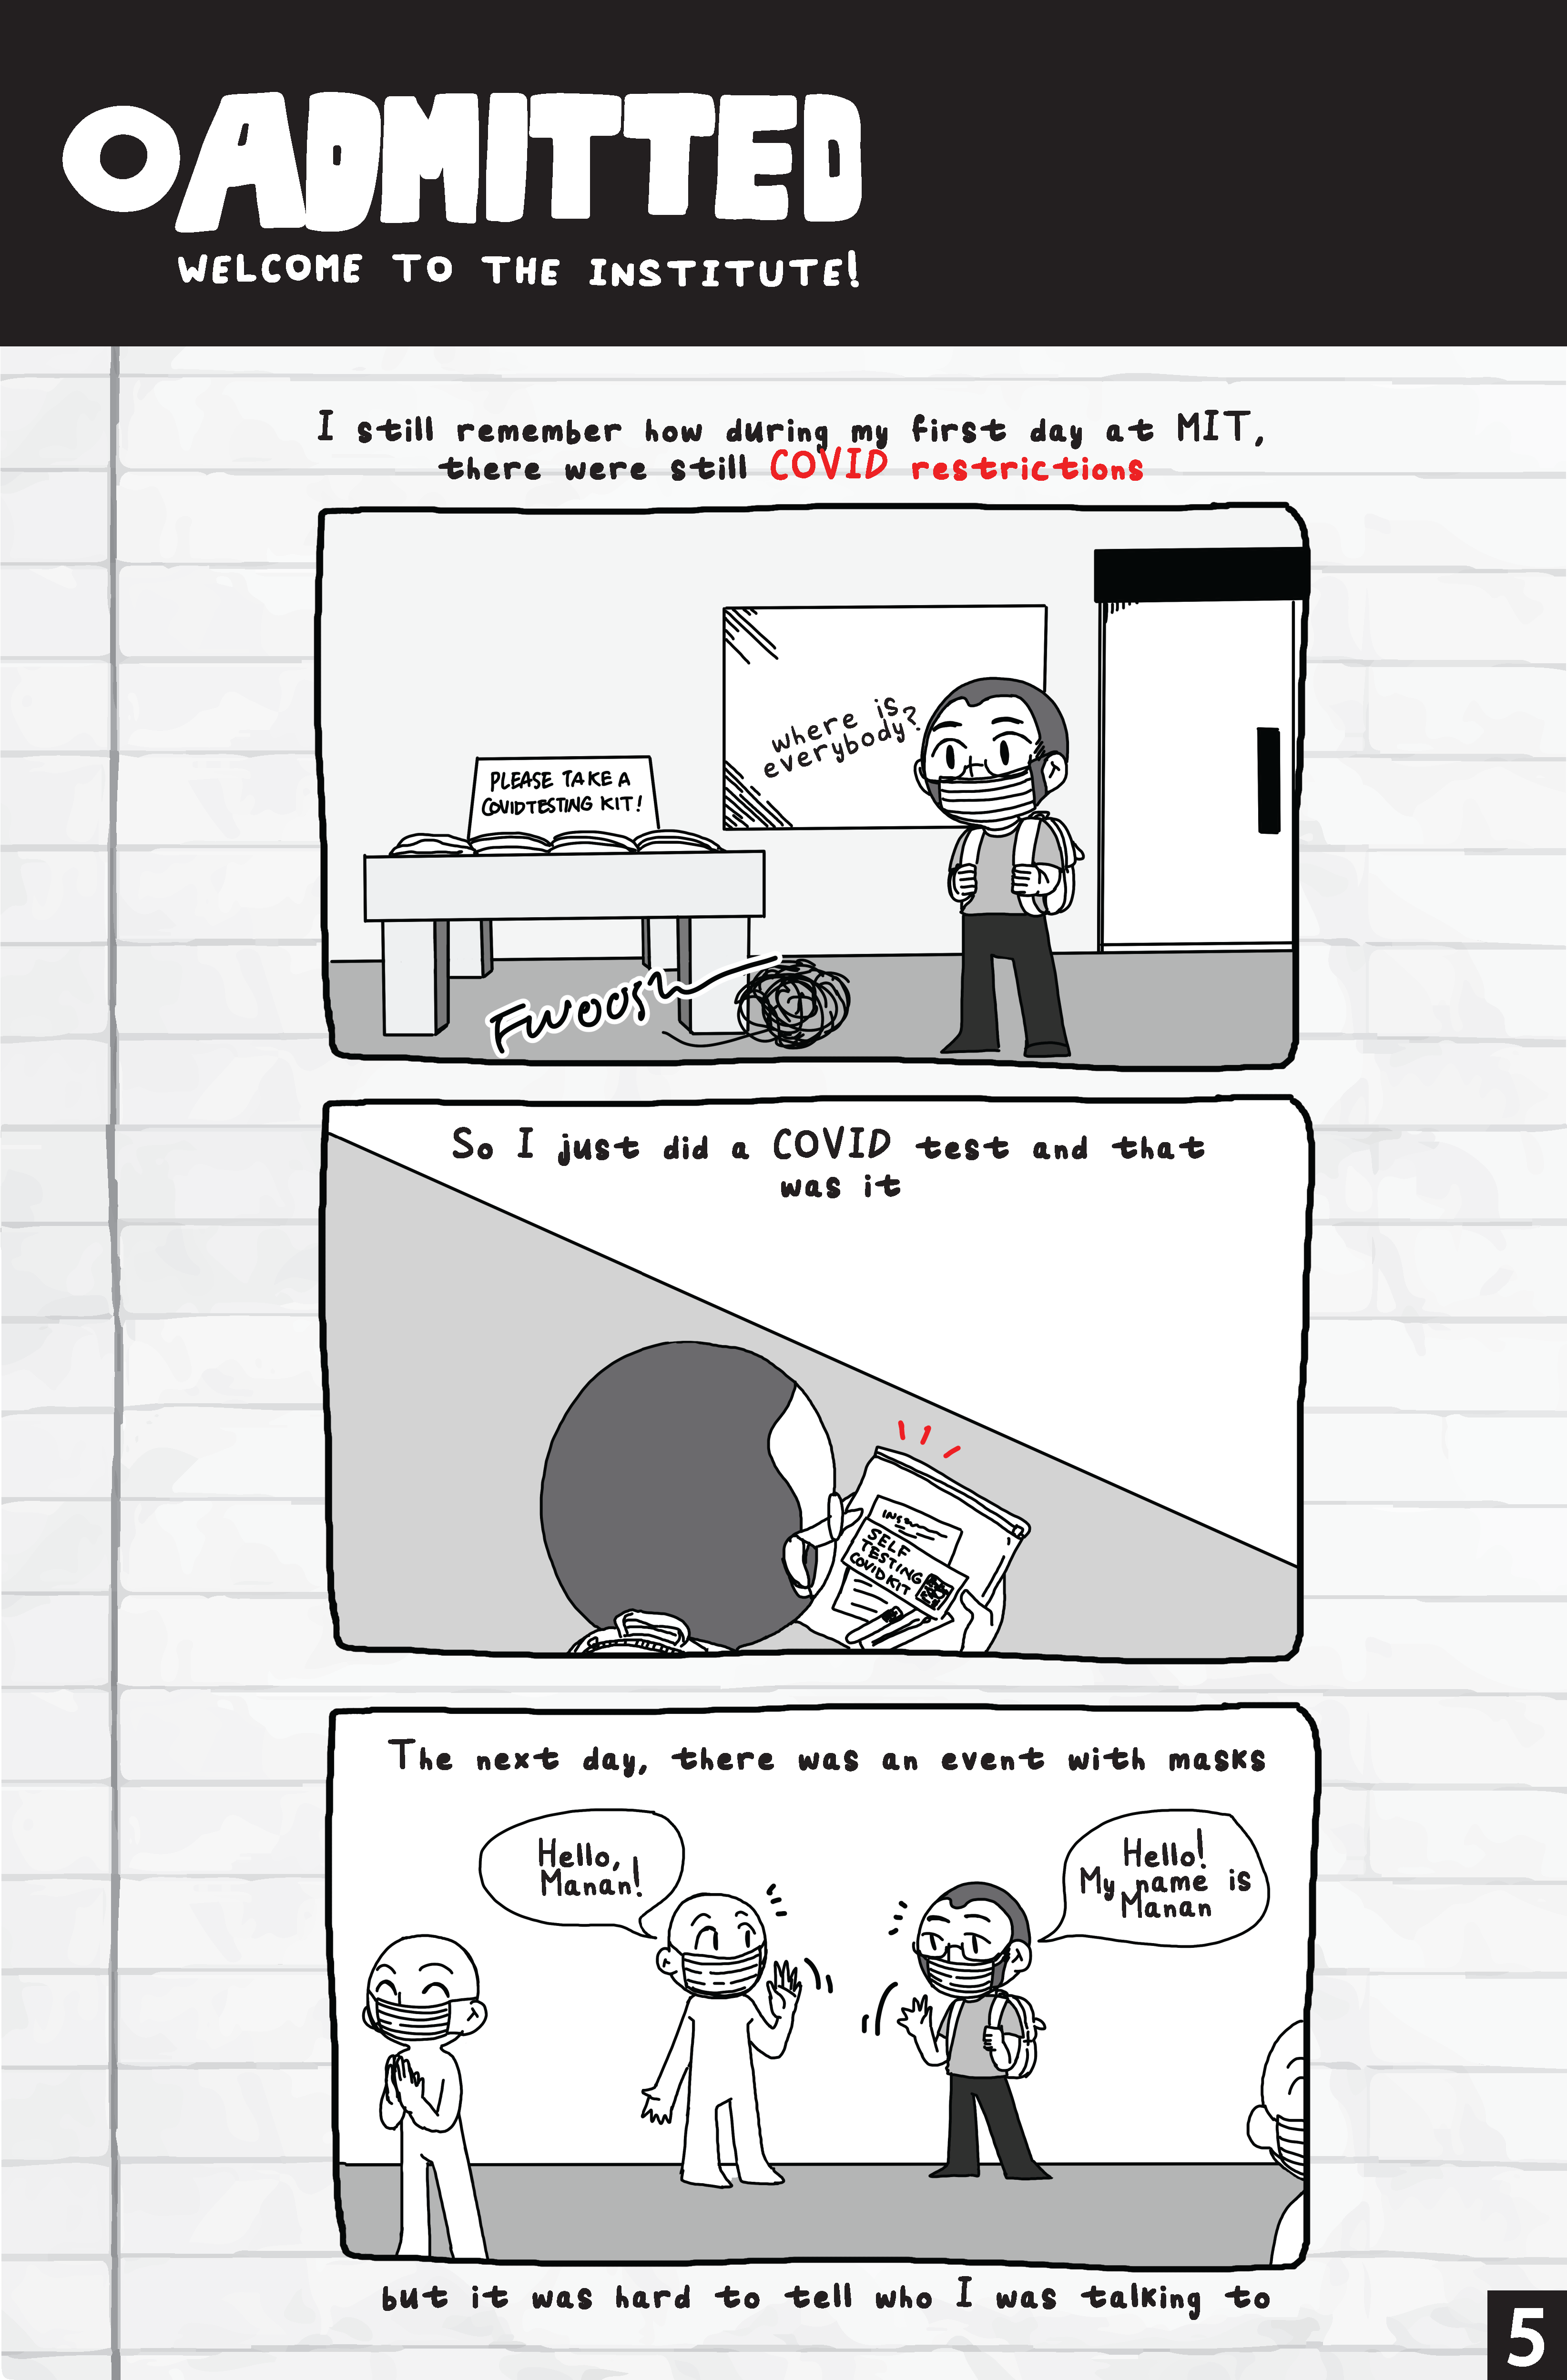 ADMITTED
WELCOME TO THE INSTITUTE!
I still remember how during my first day at MIT,
there were still COVID restrictions
where is
everybody?
PLEASE TAKE A
COVID TESTING KIT!
FWOOSH
So I just did a COVID test and that
was it
SELF
TESTING
COVID KIT
The next day, there was an event with masks
Hello,
Manan!
Hello!
My name is
Manan
but it was hard to tell who I was talking to
5